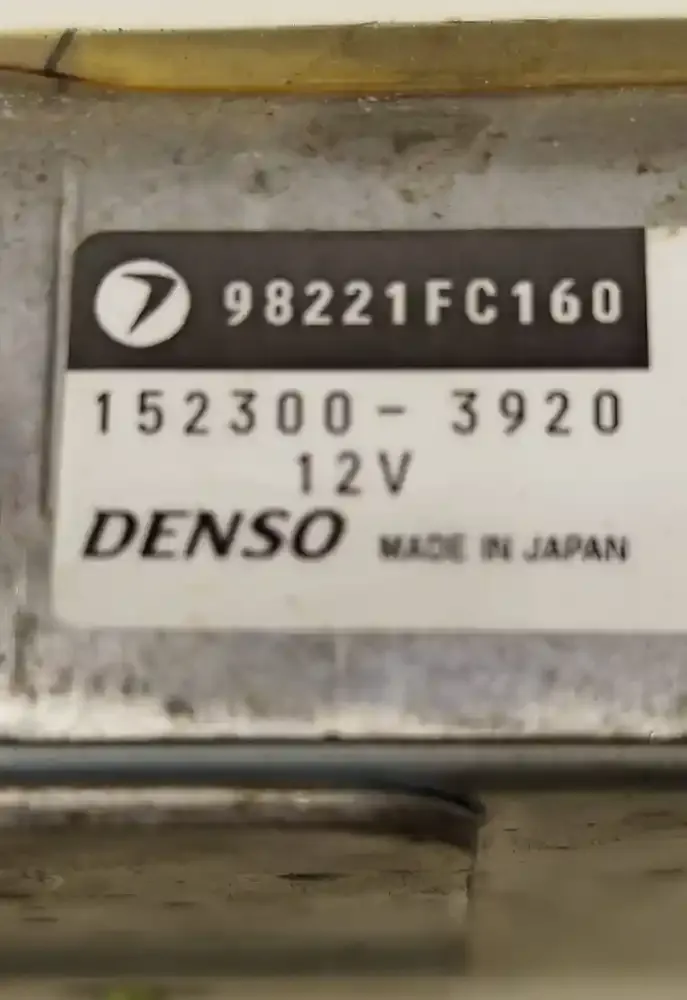 98221FC160
152300-3920
12V
DENSO MADE IN JAPAN